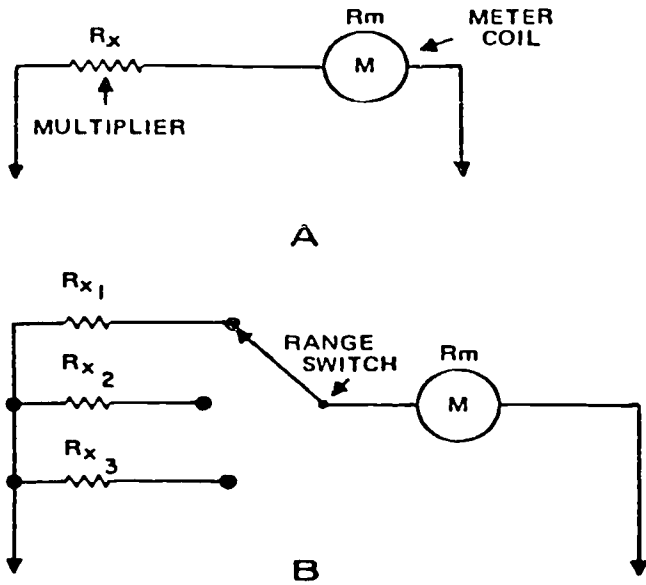 Rx
MULTIPLIER
Rm
M
METER
COIL
A
Rx1
Rx2
Rx3
RANGE
SWITCH
Rm
M
B